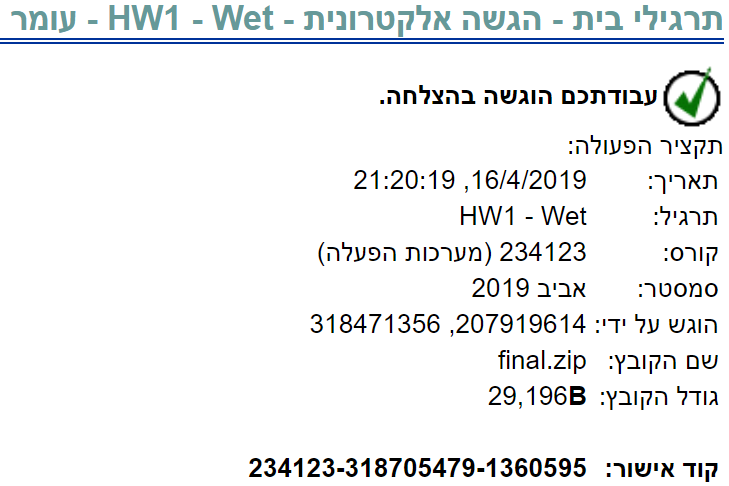 תרגילי בית - הגשה אלקטרונית - HW1 - Wet - עומר
עבודתכם הוגשה בהצלחה.
תקציר הפעולה:
תאריך: 16/4/2019, 21:20:19
תרגיל: HW1 - Wet
קורס: 234123 (מערכות הפעלה)
סמסטר: אביב 2019
הוגש על ידי: 207919614, 318471356
שם הקובץ: final.zip
גודל הקובץ: 29,196B
קוד אישור: 234123-318705479-1360595